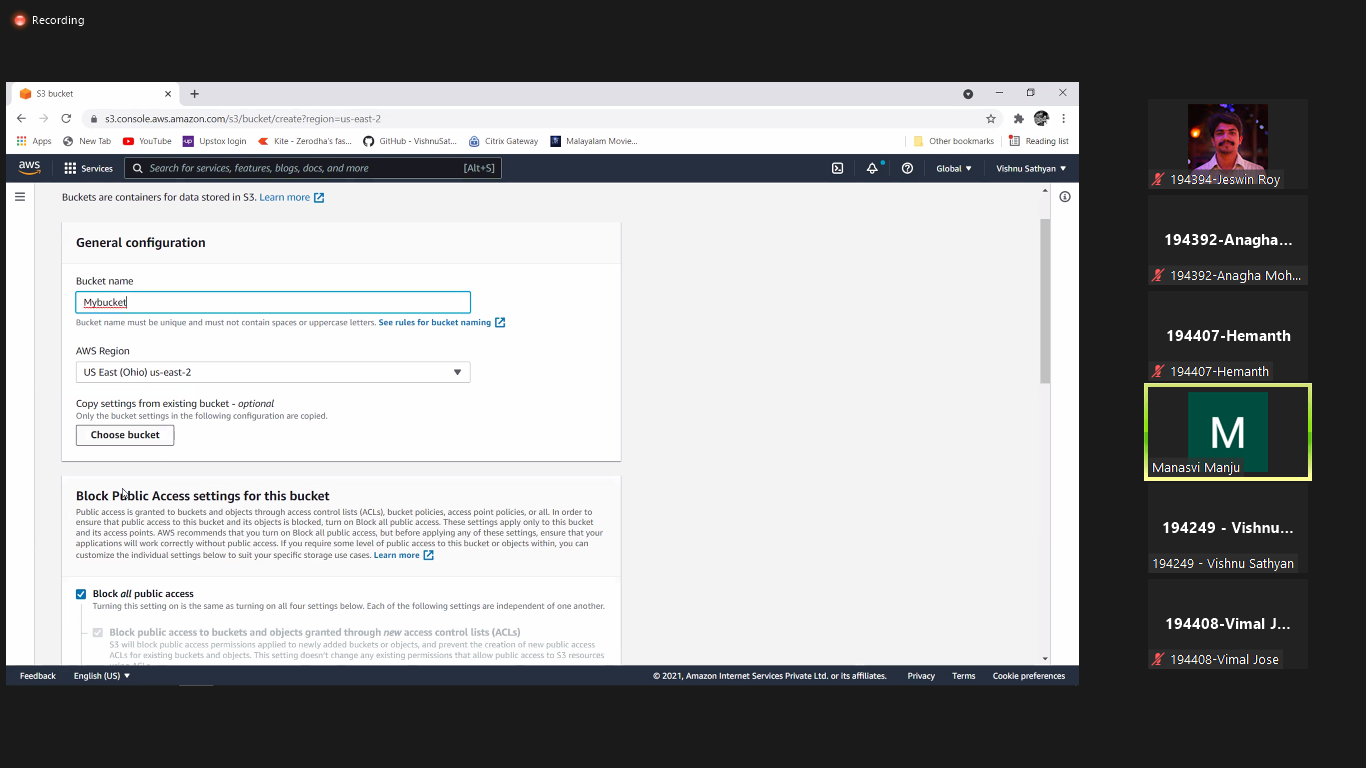 Recording
S3 bucket
s3.console.aws.amazon.com/s3/bucket/create?region=us-east-2
Apps New Tab YouTube up Upstox login Kite - Zerodha's fas... GitHub - VishnuSat... Citrix Gateway Malayalam Movie... Other bookmarks Reading list
aws Services Search for services, features, blogs, docs, and more [Alt+S] Global Vishnu Sathyan
Buckets are containers for data stored in S3. Learn more
General configuration
Bucket name
Mybucket
Bucket name must be unique and must not contain spaces or uppercase letters. See rules for bucket naming
AWS Region
US East (Ohio) us-east-2
Copy settings from existing bucket - optional
Only the bucket settings in the following configuration are copied.
Choose bucket
Block Public Access settings for this bucket
Public access is granted to buckets and objects through access control lists (ACLs), bucket policies, access point policies, or all. In order to
ensure that public access to this bucket and its objects is blocked, turn on Block all public access. These settings apply only to this bucket
and its access points. AWS recommends that you turn on Block all public access, but before applying any of these settings, ensure that your
applications will work correctly without public access. If you require some level of public access to this bucket or objects within, you can
customize the individual settings below to suit your specific storage use cases. Learn more
Block all public access
Turning this setting on is the same as turning on all four settings below. Each of the following settings are independent of one another.
Block public access to buckets and objects granted through new access control lists (ACLs)
S3 will block public access permissions applied to newly added buckets or objects, and prevent the creation of new public access
ACLs for existing buckets and objects. This setting doesn't change any existing permissions that allow public access to S3 resources
using ACLs.
Feedback English (US) © 2021, Amazon Internet Services Private Ltd. or its affiliates. Privacy Terms Cookie preferences
194394-Jeswin Roy
194392-Anagha...
194392-Anagha Moh...
194407-Hemanth
194407-Hemanth
M
Manasvi Manju
194249 - Vishnu...
194249 - Vishnu Sathyan
194408-Vimal J...
194408-Vimal Jose